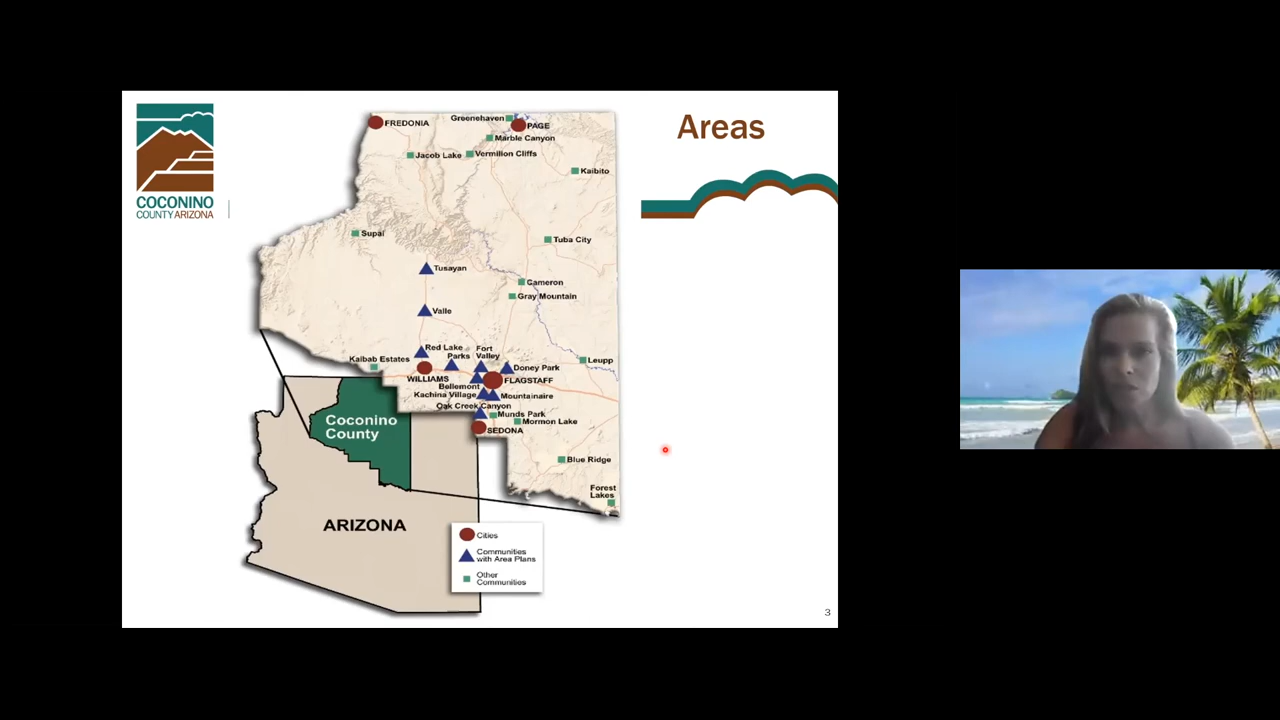 COCONINO
COUNTY ARIZONA
Areas
FREDONIA
Greenehaven
PAGE
Marble Canyon
Jacob Lake
Vermilion Cliffs
Kaibito
Supai
Tuba City
Tusayan
Cameron
Gray Mountain
Valle
Red Lake
Parks
Fort
Valley
Kaibab Estates
Doney Park
Leupp
WILLIAMS
FLAGSTAFF
Bellemont
Kachina Village
Mountainaire
Oak Creek Canyon
Munds Park
Mormon Lake
SEDONA
Blue Ridge
Forest
Lakes
Coconino
County
ARIZONA
Cities
Communities
with Area Plans
Other
Communities
3